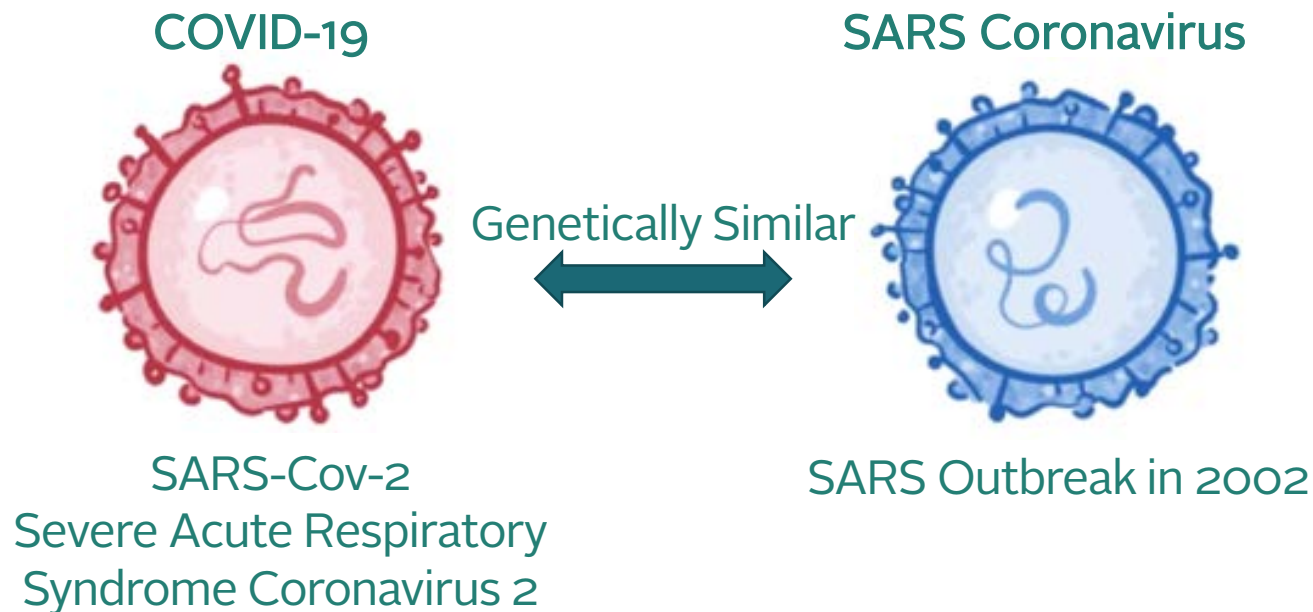 COVID-19
SARS Coronavirus
Genetically Similar
SARS-Cov-2
Severe Acute Respiratory
Syndrome Coronavirus 2
SARS Outbreak in 2002